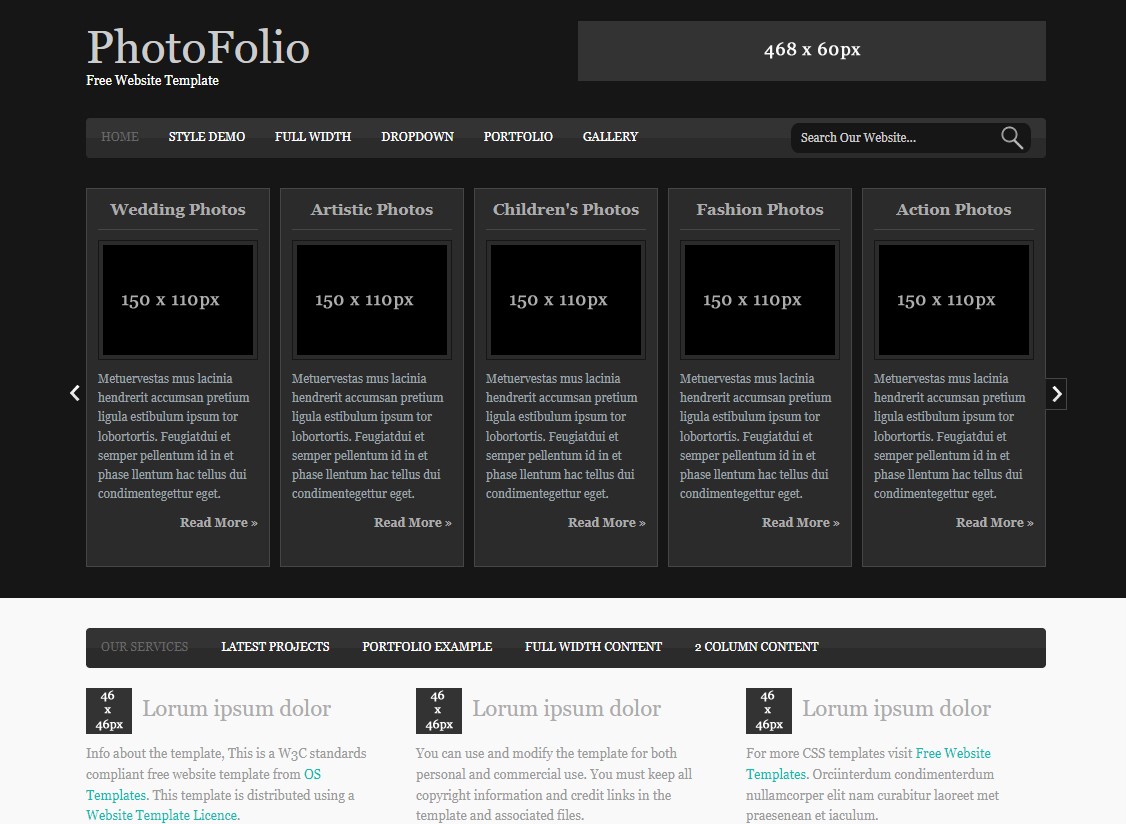 PhotoFolio
Free Website Template
468 x 60px
HOME STYLE DEMO FULL WIDTH DROPDOWN PORTFOLIO GALLERY
Search Our Website...
Wedding Photos
150 x 110px
Metuervestas mus lacinia
hendrerit accumsan pretium
ligula estibulum ipsum tor
lobortortis. Feugiatdui et
semper pellentum id in et
phase llentum hac tellus dui
condimentegettur eget.
Read More »
Artistic Photos
150 x 110px
Metuervestas mus lacinia
hendrerit accumsan pretium
ligula estibulum ipsum tor
lobortortis. Feugiatdui et
semper pellentum id in et
phase llentum hac tellus dui
condimentegettur eget.
Read More »
Children's Photos
150 x 110px
Metuervestas mus lacinia
hendrerit accumsan pretium
ligula estibulum ipsum tor
lobortortis. Feugiatdui et
semper pellentum id in et
phase llentum hac tellus dui
condimentegettur eget.
Read More »
Fashion Photos
150 x 110px
Metuervestas mus lacinia
hendrerit accumsan pretium
ligula estibulum ipsum tor
lobortortis. Feugiatdui et
semper pellentum id in et
phase llentum hac tellus dui
condimentegettur eget.
Read More »
Action Photos
150 x 110px
Metuervestas mus lacinia
hendrerit accumsan pretium
ligula estibulum ipsum tor
lobortortis. Feugiatdui et
semper pellentum id in et
phase llentum hac tellus dui
condimentegettur eget.
Read More »
OUR SERVICES LATEST PROJECTS PORTFOLIO EXAMPLE FULL WIDTH CONTENT 2 COLUMN CONTENT
46
x
46px
Lorum ipsum dolor
Info about the template, This is a W3C standards
compliant free website template from OS
Templates. This template is distributed using a
Website Template Licence.
46
x
46px
Lorum ipsum dolor
You can use and modify the template for both
personal and commercial use. You must keep all
copyright information and credit links in the
template and associated files.
46
x
46px
Lorum ipsum dolor
For more CSS templates visit Free Website
Templates. Orciinterdum condimenterdum
nullamcorper elit nam curabitur laoreet met
praesenean et iaculum.